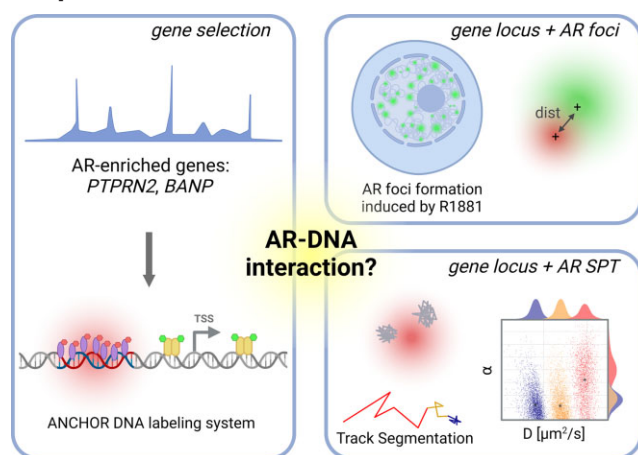 gene selection
AR-enriched genes:
PTPRN2, BANP
TSS
ANCHOR DNA labeling system
AR-DNA
interaction?
gene locus + AR foci
dist
+
+
AR foci formation
induced by R1881
gene locus + AR SPT
Track Segmentation
α
D [μm²/s]